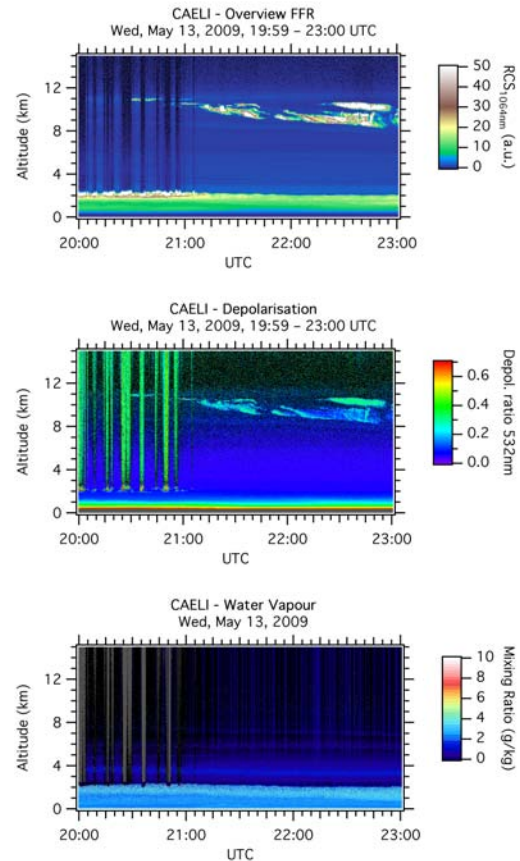 CAELI - Overview FFR
Wed, May 13, 2009, 19:59 – 23:00 UTC
Altitude (km)
12
8
4
0
20:00 21:00 22:00 23:00
UTC
50
40
30
20
10
0
RCS1064nm (a.u.)
CAELI - Depolarisation
Wed, May 13, 2009, 19:59 – 23:00 UTC
Altitude (km)
12
8
4
0
20:00 21:00 22:00 23:00
UTC
0.6
0.4
0.2
0.0
Depol. ratio 532nm
CAELI - Water Vapour
Wed, May 13, 2009
Altitude (km)
12
8
4
0
20:00 21:00 22:00 23:00
UTC
10
8
6
4
2
0
Mixing Ratio (g/kg)